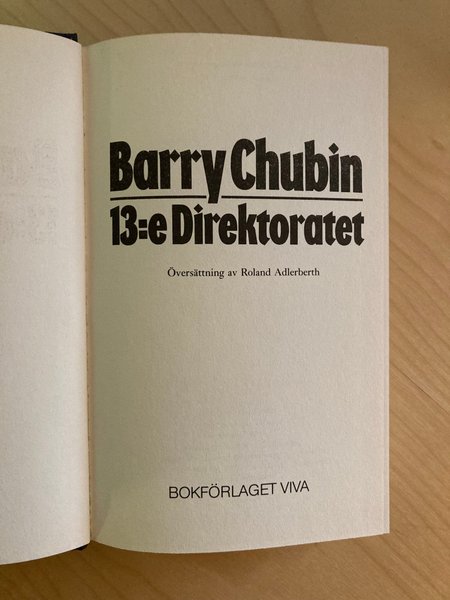 Barry Chubin
13:e Direktoratet
Översättning av Roland Adlerberth
BOKFÖRLAGET VIVA